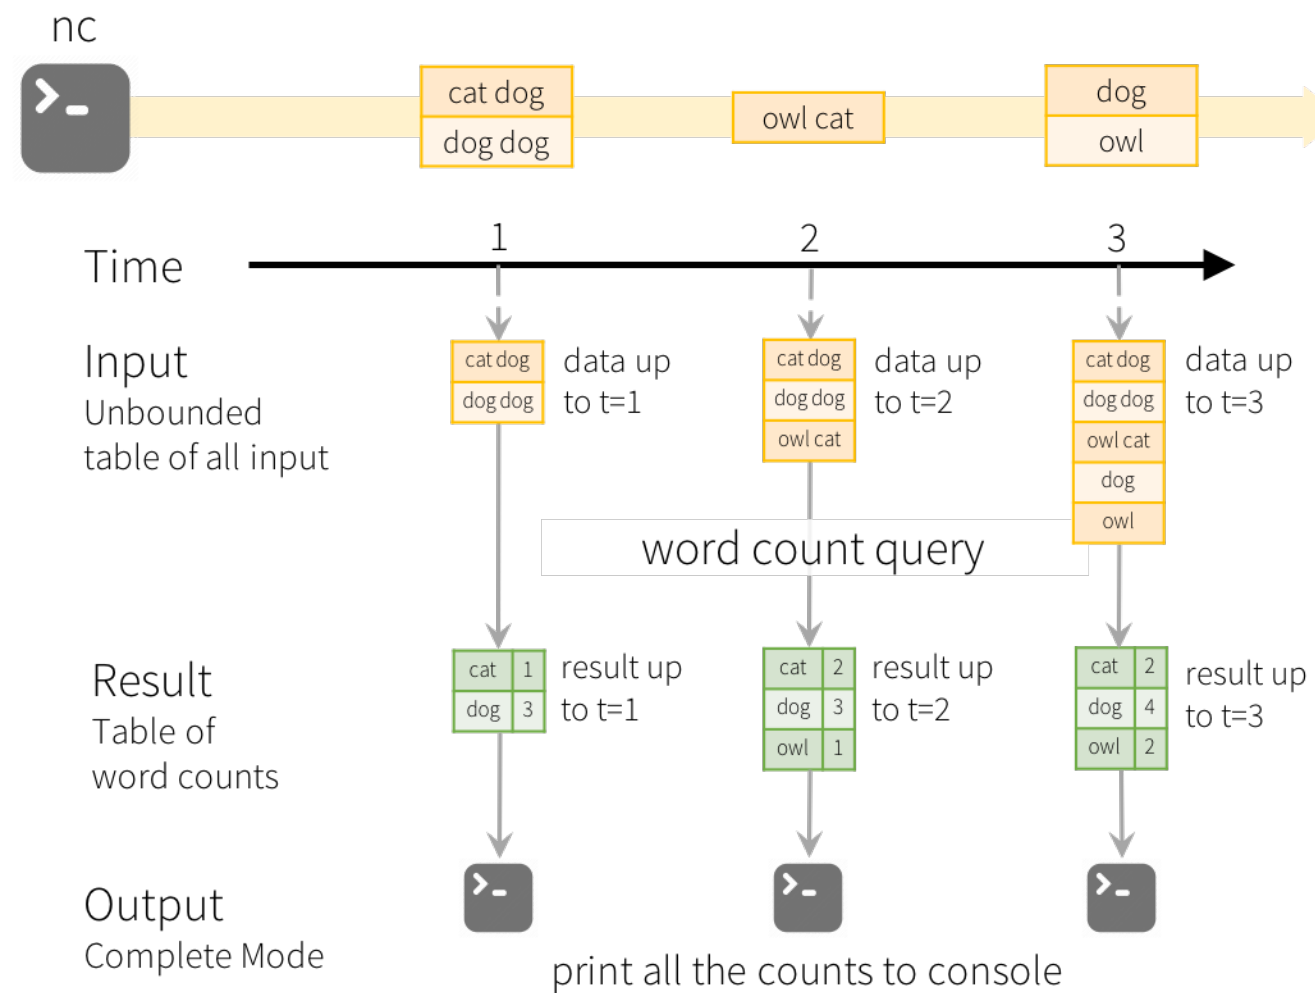 nc
cat dog
dog dog
owl cat
dog
owl
Time
1
2
3
Input
Unbounded
table of all input
cat dog
dog dog
data up
to t=1
cat dog
dog dog
owl cat
data up
to t=2
cat dog
dog dog
owl cat
dog
owl
data up
to t=3
word count query
Result
Table of
word counts
cat 1
dog 3
result up
to t=1
cat 2
dog 3
owl 1
result up
to t=2
cat 2
dog 4
owl 2
result up
to t=3
Output
Complete Mode
print all the counts to console